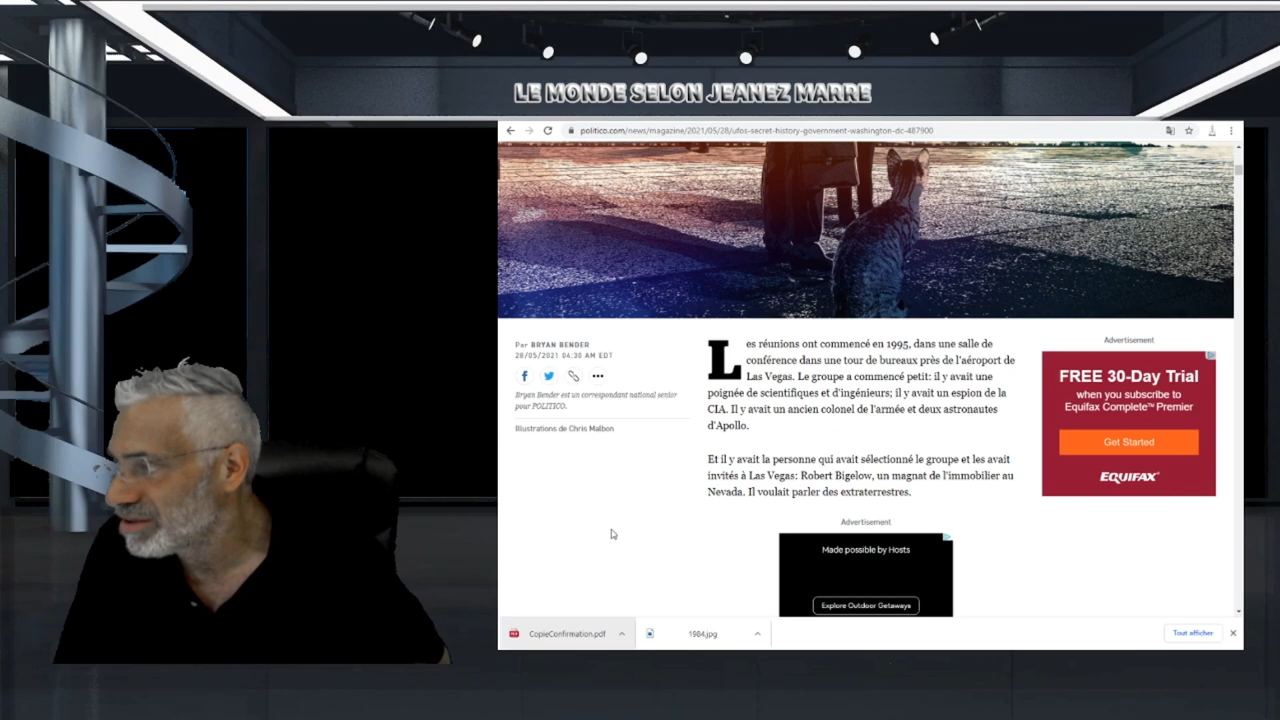 LE MONDE SELON JEANEZ MARRE
politico.com/news/magazine/2021/05/28/ufos-secret-history-government-washington-dc-487900
Par BRYAN BENDER
28/05/2021 04:30 AM EDT
Bryan Bender est un correspondant national senior
pour POLITICO.
Illustrations de Chris Malbon
Les réunions ont commencé en 1995, dans une salle de
conférence dans une tour de bureaux près de l'aéroport de
Las Vegas. Le groupe a commencé petit: il y avait une
poignée de scientifiques et d'ingénieurs; il y avait un espion de la
CIA. Il y avait un ancien colonel de l'armée et deux astronautes
d'Apollo.
Et il y avait la personne qui avait sélectionné le groupe et les avait
invités à Las Vegas: Robert Bigelow, un magnat de l'immobilier au
Nevada. Il voulait parler des extraterrestres.
Advertisement
Made possible by Hosts
Explore Outdoor Getaways
Advertisement
FREE 30-Day Trial
when you subscribe to
Equifax Complete™ Premier
Get Started
EQUIFAX
CopieConfirmation.pdf
1984.jpg
Tout afficher